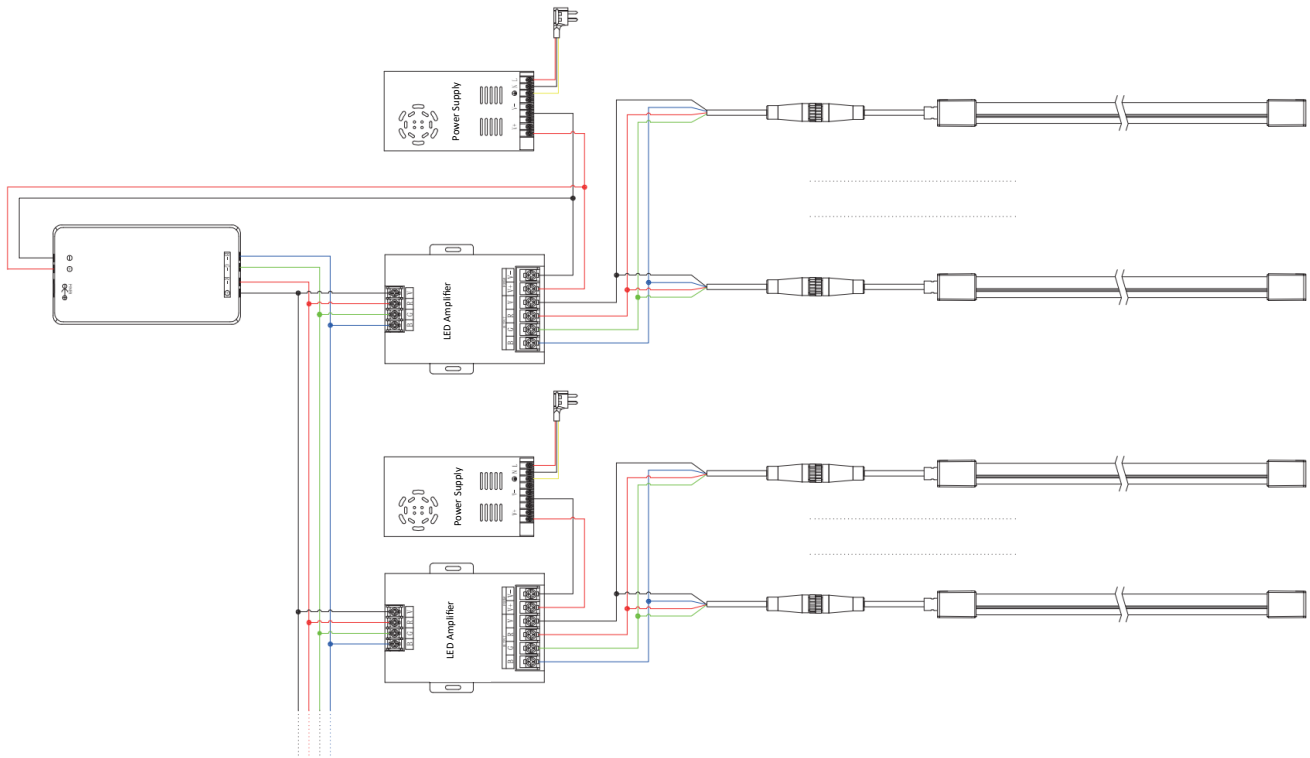 Power Supply
L
N
V-
V+
LED Amplifier
V
R
G
B
V-
V+
V
R
G
B
Power Supply
L
N
V-
V+
LED Amplifier
V
R
G
B
V-
V+
V
R
G
B